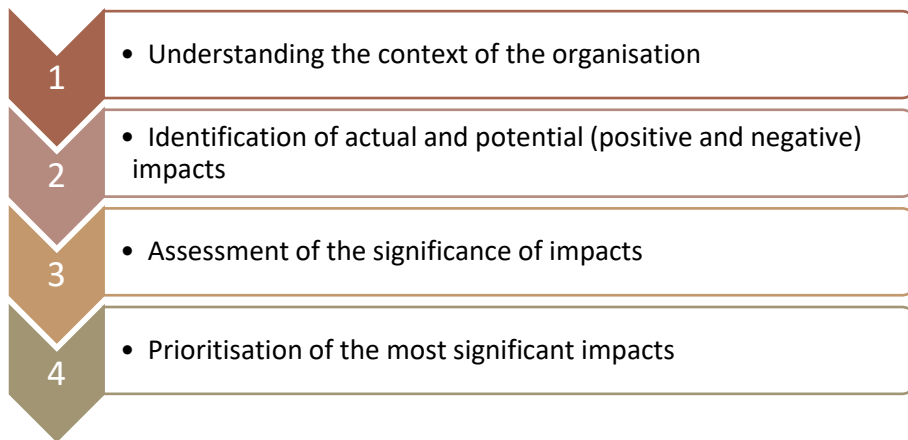 1
• Understanding the context of the organisation
2
• Identification of actual and potential (positive and negative)
impacts
3
• Assessment of the significance of impacts
4
• Prioritisation of the most significant impacts